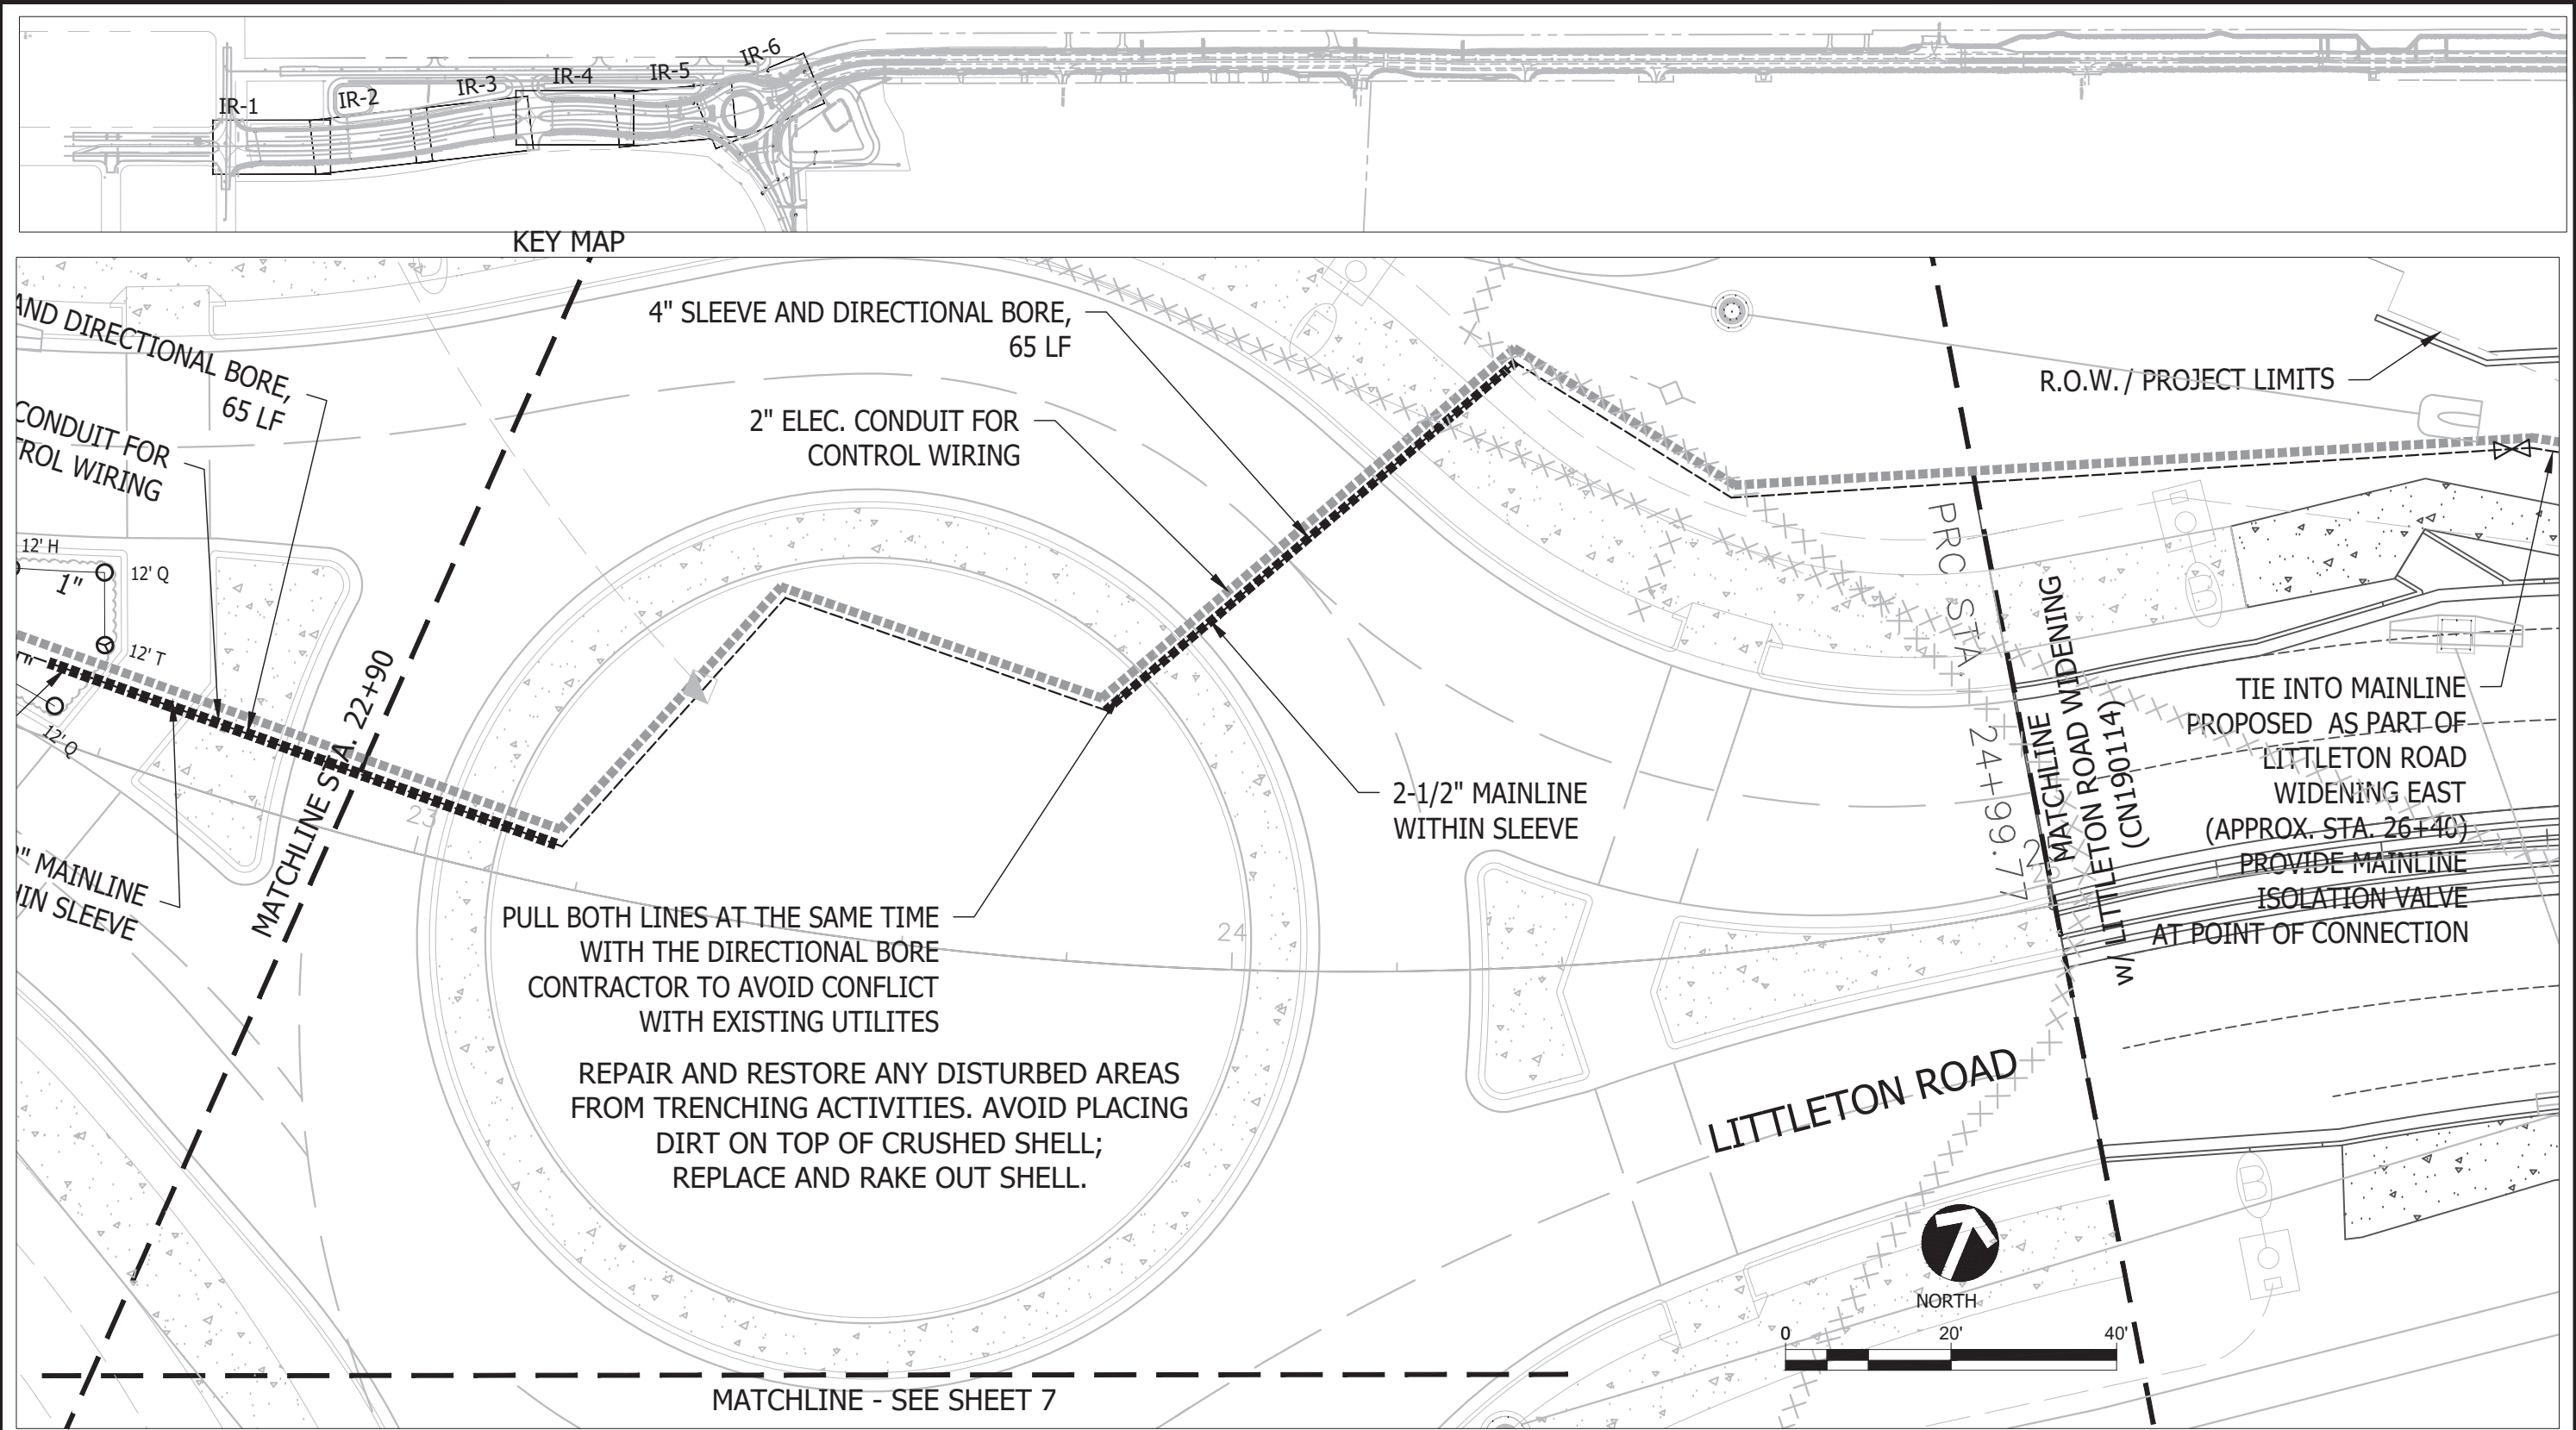 IR-1
IR-2
IR-3
IR-4
IR-5
IR-6
KEY MAP
AND DIRECTIONAL BORE,
65 LF
CONDUIT FOR
TROL WIRING
4" SLEEVE AND DIRECTIONAL BORE,
65 LF
2" ELEC. CONDUIT FOR
CONTROL WIRING
R.O.W./ PROJECT LIMITS
12' H
12' Q
1"
12' T
12' Q
" MAINLINE
HIN SLEEVE
MATCHLINE STA. 22+90
23
24
PULL BOTH LINES AT THE SAME TIME
WITH THE DIRECTIONAL BORE
CONTRACTOR TO AVOID CONFLICT
WITH EXISTING UTILITES
REPAIR AND RESTORE ANY DISTURBED AREAS
FROM TRENCHING ACTIVITIES. AVOID PLACING
DIRT ON TOP OF CRUSHED SHELL;
REPLACE AND RAKE OUT SHELL.
2-1/2" MAINLINE
WITHIN SLEEVE
PRC STA. 24+99.77
MATCHLINE
w/ LITTLETON ROAD WIDENING
(CN190114)
TIE INTO MAINLINE
PROPOSED AS PART OF
LITTLETON ROAD
WIDENING EAST
(APPROX. STA. 26+40)
PROVIDE MAINLINE
ISOLATION VALVE
AT POINT OF CONNECTION
B
B
LITTLETON ROAD
NORTH
0 20' 40'
MATCHLINE - SEE SHEET 7